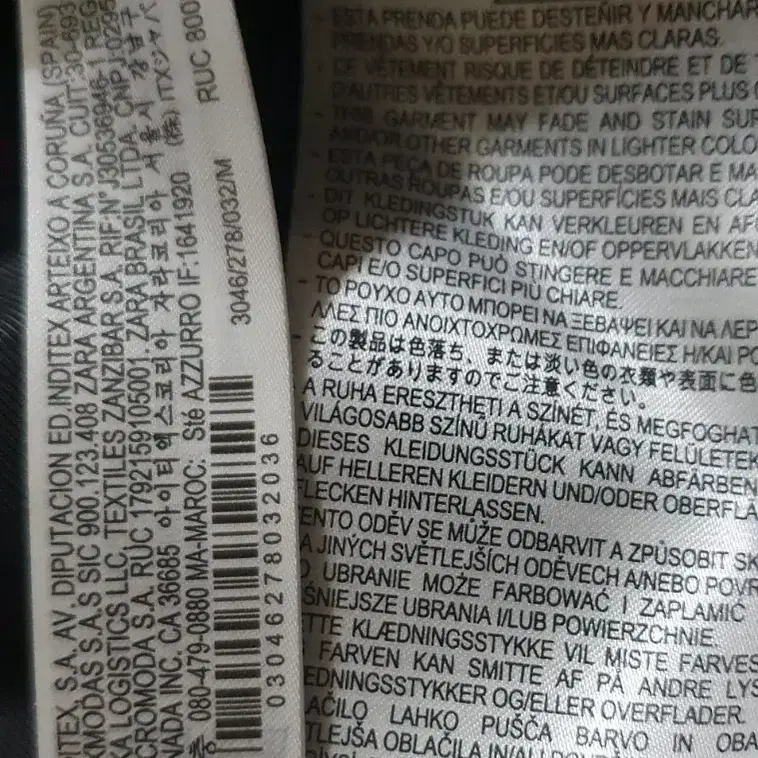 DITEX, S.A. AV. DIPUTACION ED.INDITEX ARTEIXO A CORUÑA (SPAIN)
KMODAS S.A.S SIC 900.123.408 ZARA ARGENTINA S.A. CUIT:30-693
KA LOGISTICS LLC, TEXTILES ZANZIBAR S.A. RIF:Nº J30536946-1 REG
CROMODA S.A. RUC 1792159105001. ZARA BRASIL LTDA. CNPJ 0295
NADA INC. CA 36685 아이티엑스코리아 자라코리아 서울시 강남구
080-479-0880 MA-MAROC: Sté AZZURRO IF:1641920 (株) ITXジャパ
RUC 800
3046/278/032/M
03046278032036
- ESTA PRENDA PUEDE DESTEÑIR Y MANCHAR
PRENDAS Y/O SUPERFICIES MAS CLARAS.
- CE VÊTEMENT RISQUE DE DÉTEINDRE ET DE
D'AUTRES VÊTEMENTS ET/OU SURFACES PLUS
- THIS GARMENT MAY FADE AND STAIN SUR
AND/OR OTHER GARMENTS IN LIGHTER COLO
- ESTA PEÇA DE ROUPA PODE DESBOTAR E MA
OUTRAS ROUPAS E/OU SUPERFÍCIES MAIS CLA
- DIT KLEDINGSTUK KAN VERKLEUREN EN AF
OP LICHTERE KLEDING EN/OF OPPERVLAKKEN
- QUESTO CAPO PUÒ STINGERE E MACCHIARE
CAPI E/O SUPERFICI PIÙ CHIARE.
- ΤΟ ΡΟΥΧΟ ΑΥΤΟ ΜΠΟΡΕΙ ΝΑ ΞΕΒΑΨΕΙ ΚΑΙ ΝΑ ΛΕΡ
ΛΛΕΣ ΠΙΟ ΑΝΟΙΧΤΟΧΡΩΜΕΣ ΕΠΙΦΑΝΕΙΕΣ Η/ΚΑΙ ΡΟ
- この製品は色落ち、または淡い色の衣類や表面に色
ることがありますのでご注意ください。
A RUHA ERESZTHETI A SZÍNÉT, ÉS MEGFOGHAT
VILÁGOSABB SZÍNŰ RUHÁKAT VAGY FELÜLETEK
DIESES KLEIDUNGSSTÜCK KANN ABFÄRBEN
AUF HELLEREN KLEIDERN UND/ODER OBERFLÄ
FLECKEN HINTERLASSEN.
ENTO ODĚV SE MŮŽE ODBARVIT A ZPŮSOBIT SK
A JINÝCH SVĚTLEJŠÍCH ODĚVECH A/NEBO POVR
O UBRANIE MOŻE FARBOWAĆ I ZAPLAMIĆ
ŚNIEJSZE UBRANIA I/LUB POWIERZCHNIE.
TTE KLÆDNINGSSTYKKE VIL MISTE FARVES
FARVEN KAN SMITTE AF PÅ ANDRE LYS
EDNINGSSTYKKER OG/ELLER OVERFLADER.
AČILO LAHKO PUŠČA BARVO IN OBA
TLEJŠA OBLAČILA IN/ALI